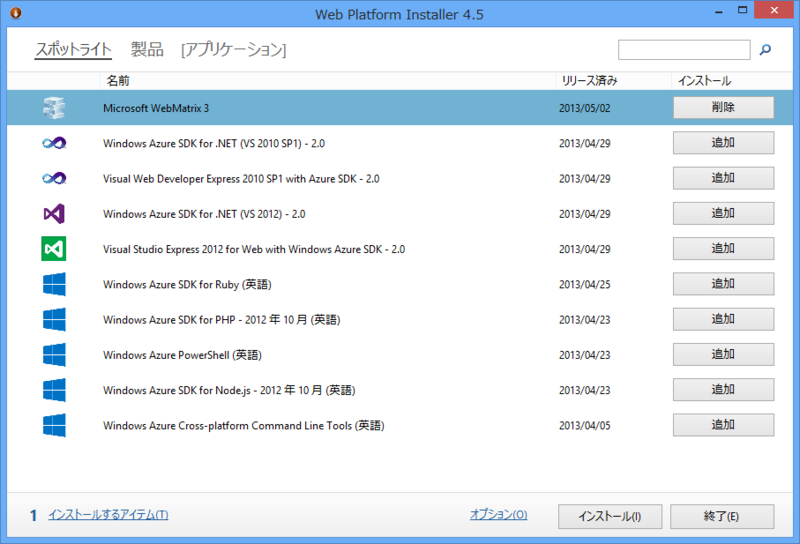 Web Platform Installer 4.5
スポットライト 製品 [アプリケーション]
名前 リリース済み インストール
Microsoft WebMatrix 3 2013/05/02 削除
Windows Azure SDK for .NET (VS 2010 SP1) - 2.0 2013/04/29 追加
Visual Web Developer Express 2010 SP1 with Azure SDK - 2.0 2013/04/29 追加
Windows Azure SDK for .NET (VS 2012) - 2.0 2013/04/29 追加
Visual Studio Express 2012 for Web with Windows Azure SDK - 2.0 2013/04/29 追加
Windows Azure SDK for Ruby (英語) 2013/04/25 追加
Windows Azure SDK for PHP - 2012 年 10 月 (英語) 2013/04/23 追加
Windows Azure PowerShell (英語) 2013/04/23 追加
Windows Azure SDK for Node.js - 2012 年 10 月 (英語) 2013/04/23 追加
Windows Azure Cross-platform Command Line Tools (英語) 2013/04/05 追加
1 インストールするアイテム(T) オプション(O) インストール(I) 終了(E)